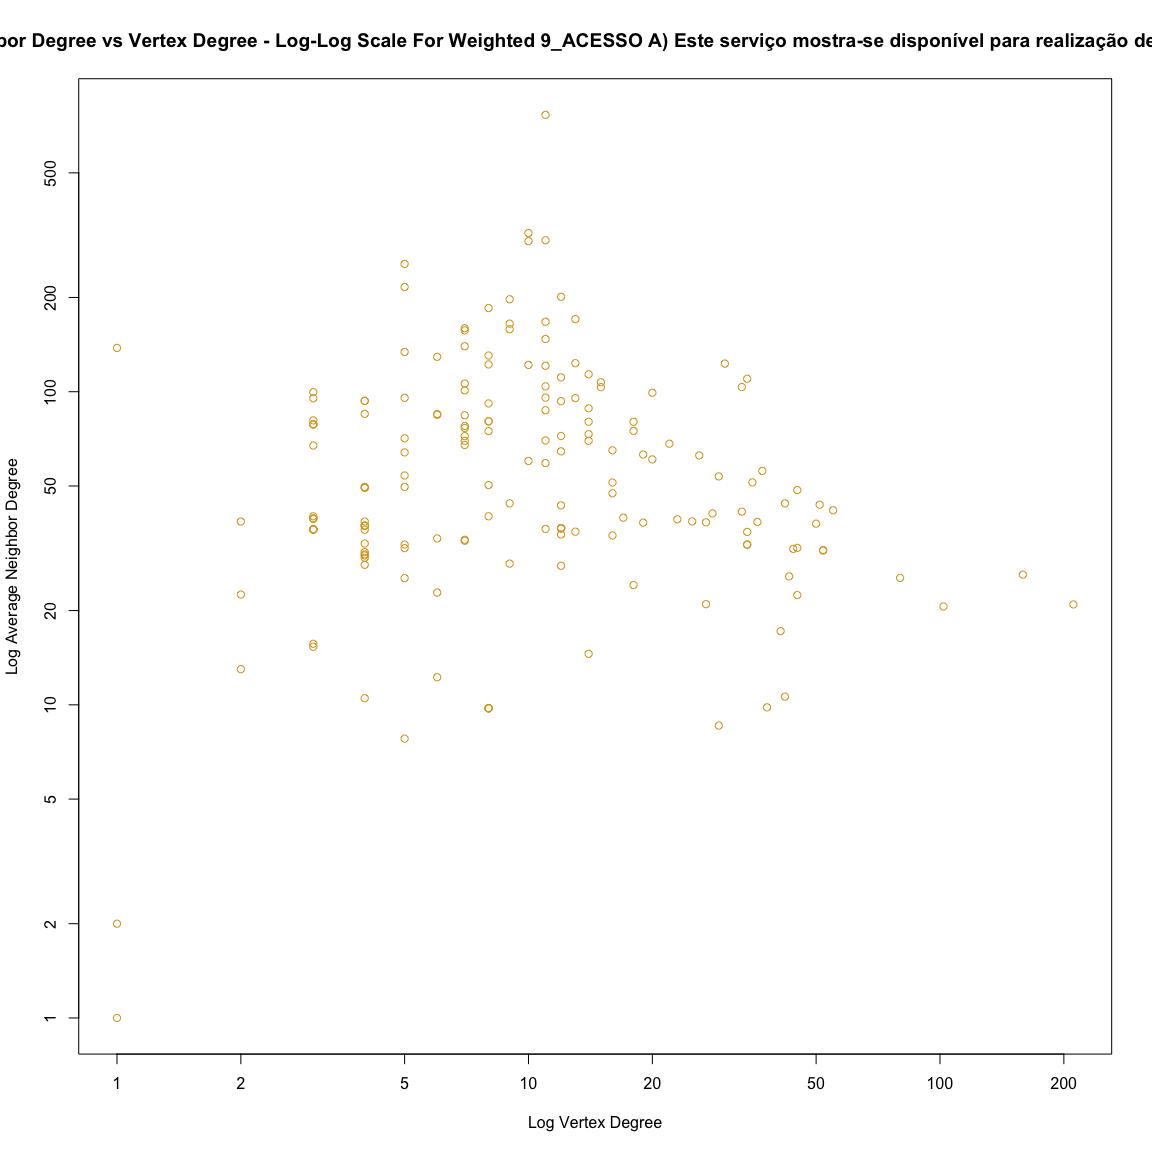 bor Degree vs Vertex Degree - Log-Log Scale For Weighted 9_ACESSO A) Este serviço mostra-se disponível para realização de
500
200
100
50
20
10
5
2
1
Log Average Neighbor Degree
1 2 5 10 20 50 100 200
Log Vertex Degree